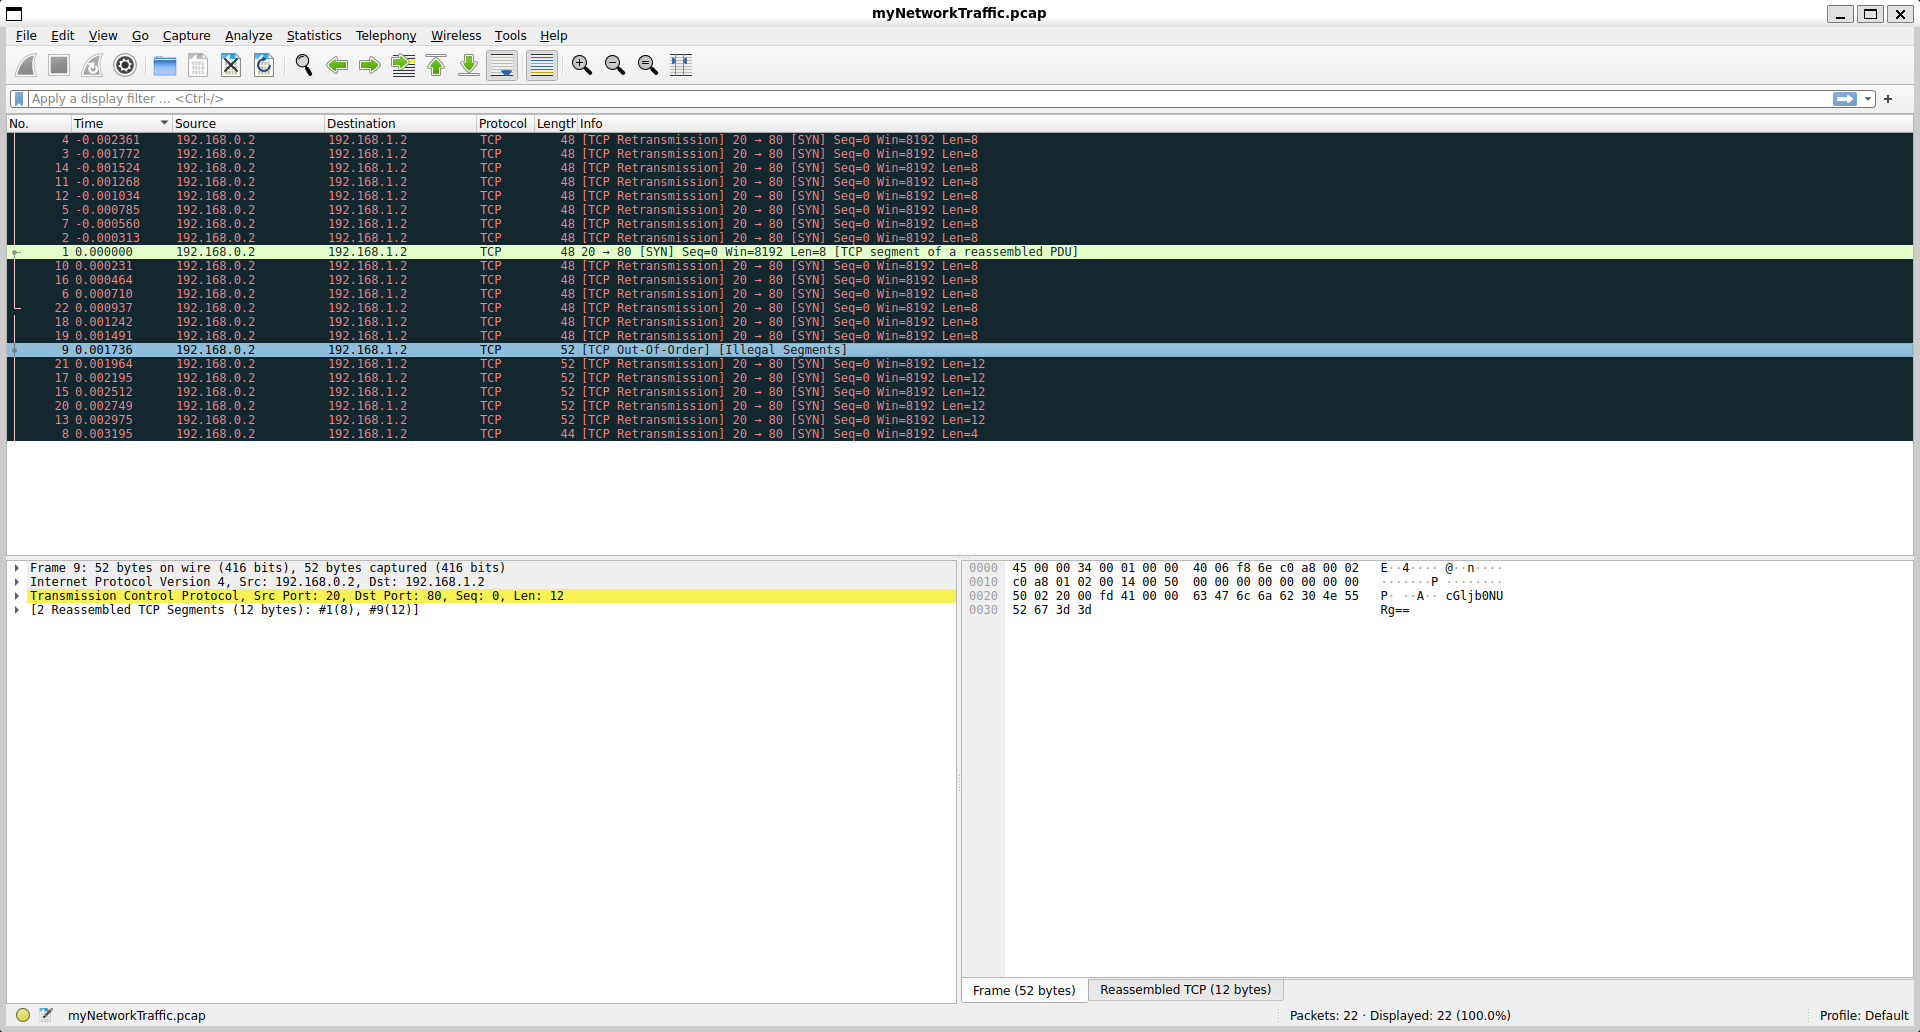 myNetworkTraffic.pcap
File Edit View Go Capture Analyze Statistics Telephony Wireless Tools Help
Apply a display filter ... <Ctrl-/>
No. Time Source Destination Protocol Length Info
4 -0.002361 192.168.0.2 192.168.1.2 TCP 48 [TCP Retransmission] 20 → 80 [SYN] Seq=0 Win=8192 Len=8
3 -0.001772 192.168.0.2 192.168.1.2 TCP 48 [TCP Retransmission] 20 → 80 [SYN] Seq=0 Win=8192 Len=8
14 -0.001524 192.168.0.2 192.168.1.2 TCP 48 [TCP Retransmission] 20 → 80 [SYN] Seq=0 Win=8192 Len=8
11 -0.001268 192.168.0.2 192.168.1.2 TCP 48 [TCP Retransmission] 20 → 80 [SYN] Seq=0 Win=8192 Len=8
12 -0.001034 192.168.0.2 192.168.1.2 TCP 48 [TCP Retransmission] 20 → 80 [SYN] Seq=0 Win=8192 Len=8
5 -0.000785 192.168.0.2 192.168.1.2 TCP 48 [TCP Retransmission] 20 → 80 [SYN] Seq=0 Win=8192 Len=8
7 -0.000560 192.168.0.2 192.168.1.2 TCP 48 [TCP Retransmission] 20 → 80 [SYN] Seq=0 Win=8192 Len=8
2 -0.000313 192.168.0.2 192.168.1.2 TCP 48 [TCP Retransmission] 20 → 80 [SYN] Seq=0 Win=8192 Len=8
1 0.000000 192.168.0.2 192.168.1.2 TCP 48 20 → 80 [SYN] Seq=0 Win=8192 Len=8 [TCP segment of a reassembled PDU]
10 0.000231 192.168.0.2 192.168.1.2 TCP 48 [TCP Retransmission] 20 → 80 [SYN] Seq=0 Win=8192 Len=8
16 0.000464 192.168.0.2 192.168.1.2 TCP 48 [TCP Retransmission] 20 → 80 [SYN] Seq=0 Win=8192 Len=8
6 0.000710 192.168.0.2 192.168.1.2 TCP 48 [TCP Retransmission] 20 → 80 [SYN] Seq=0 Win=8192 Len=8
22 0.000937 192.168.0.2 192.168.1.2 TCP 48 [TCP Retransmission] 20 → 80 [SYN] Seq=0 Win=8192 Len=8
18 0.001242 192.168.0.2 192.168.1.2 TCP 48 [TCP Retransmission] 20 → 80 [SYN] Seq=0 Win=8192 Len=8
19 0.001491 192.168.0.2 192.168.1.2 TCP 48 [TCP Retransmission] 20 → 80 [SYN] Seq=0 Win=8192 Len=8
9 0.001736 192.168.0.2 192.168.1.2 TCP 52 [TCP Out-Of-Order] [Illegal Segments]
21 0.001964 192.168.0.2 192.168.1.2 TCP 52 [TCP Retransmission] 20 → 80 [SYN] Seq=0 Win=8192 Len=12
17 0.002195 192.168.0.2 192.168.1.2 TCP 52 [TCP Retransmission] 20 → 80 [SYN] Seq=0 Win=8192 Len=12
15 0.002512 192.168.0.2 192.168.1.2 TCP 52 [TCP Retransmission] 20 → 80 [SYN] Seq=0 Win=8192 Len=12
20 0.002749 192.168.0.2 192.168.1.2 TCP 52 [TCP Retransmission] 20 → 80 [SYN] Seq=0 Win=8192 Len=12
13 0.002975 192.168.0.2 192.168.1.2 TCP 52 [TCP Retransmission] 20 → 80 [SYN] Seq=0 Win=8192 Len=12
8 0.003195 192.168.0.2 192.168.1.2 TCP 44 [TCP Retransmission] 20 → 80 [SYN] Seq=0 Win=8192 Len=4
Frame 9: 52 bytes on wire (416 bits), 52 bytes captured (416 bits)
Internet Protocol Version 4, Src: 192.168.0.2, Dst: 192.168.1.2
Transmission Control Protocol, Src Port: 20, Dst Port: 80, Seq: 0, Len: 12
[2 Reassembled TCP Segments (12 bytes): #1(8), #9(12)]
0000 45 00 00 34 00 01 00 00 40 06 f8 6e c0 a8 00 02 E··4···· @··n····
0010 c0 a8 01 02 00 14 00 50 00 00 00 00 00 00 00 00 ·······P ········
0020 50 02 20 00 fd 41 00 00 63 47 6c 6a 62 30 4e 55 P· ··A·· cGljb0NU
0030 52 67 3d 3d Rg==
Frame (52 bytes) Reassembled TCP (12 bytes)
myNetworkTraffic.pcap Packets: 22 · Displayed: 22 (100.0%) Profile: Default